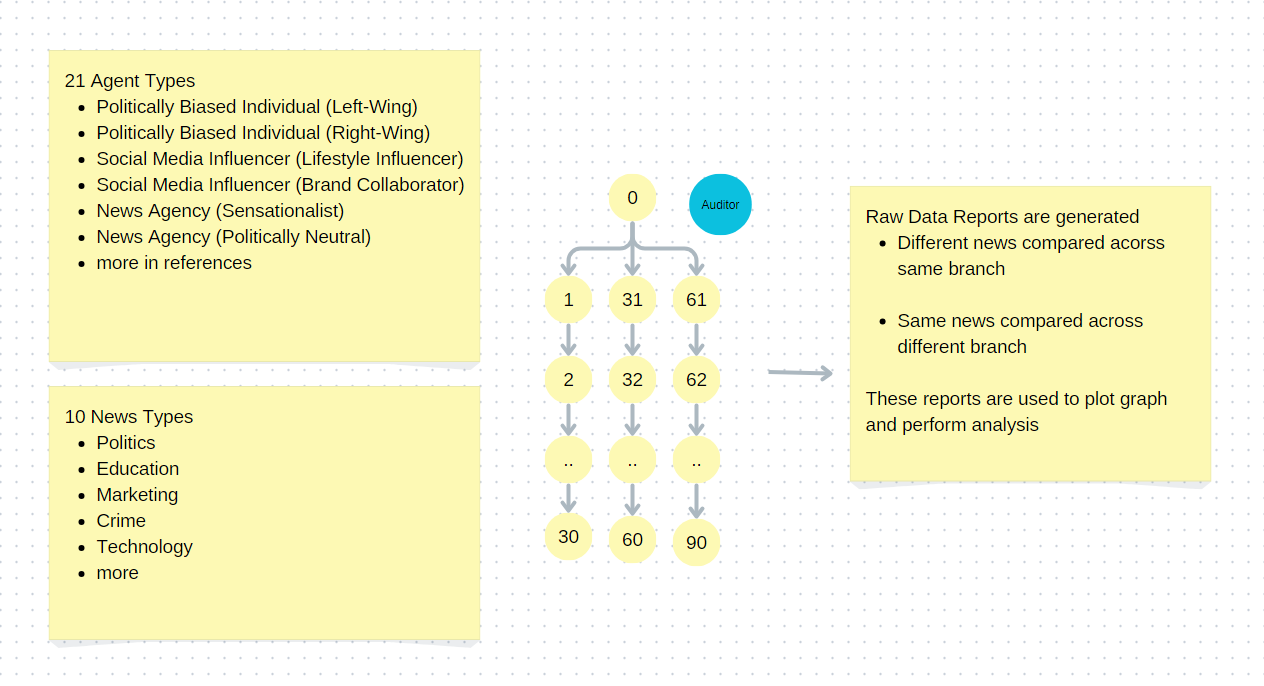 21 Agent Types
• Politically Biased Individual (Left-Wing)
• Politically Biased Individual (Right-Wing)
• Social Media Influencer (Lifestyle Influencer)
• Social Media Influencer (Brand Collaborator)
• News Agency (Sensationalist)
• News Agency (Politically Neutral)
• more in references
10 News Types
• Politics
• Education
• Marketing
• Crime
• Technology
• more
0
Auditor
1 31 61
2 32 62
.. .. ..
30 60 90
Raw Data Reports are generated
• Different news compared acorss
same branch
• Same news compared across
different branch
These reports are used to plot graph
and perform analysis